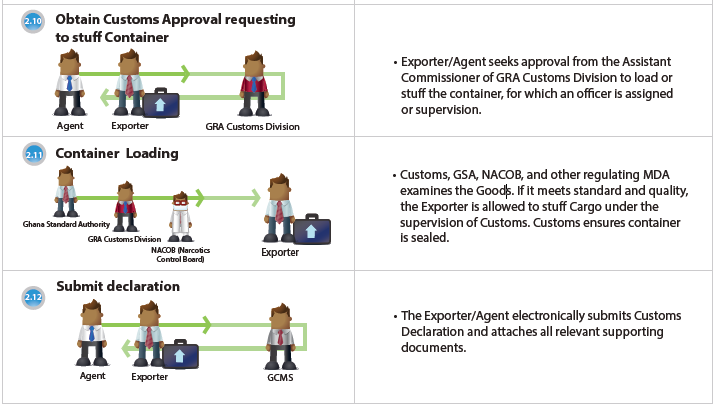 2.10
Obtain Customs Approval requesting
to stuff Container
Agent
Exporter
GRA Customs Division
• Exporter/Agent seeks approval from the Assistant
Commissioner of GRA Customs Division to load or
stuff the container, for which an officer is assigned
or supervision.
2.11
Container Loading
Ghana Standard Authority
GRA Customs Division
NACOB (Narcotics
Control Board)
Exporter
• Customs, GSA, NACOB, and other regulating MDA
examines the Goods. If it meets standard and quality,
the Exporter is allowed to stuff Cargo under the
supervision of Customs. Customs ensures container
is sealed.
2.12
Submit declaration
Agent
Exporter
GCMS
• The Exporter/Agent electronically submits Customs
Declaration and attaches all relevant supporting
documents.